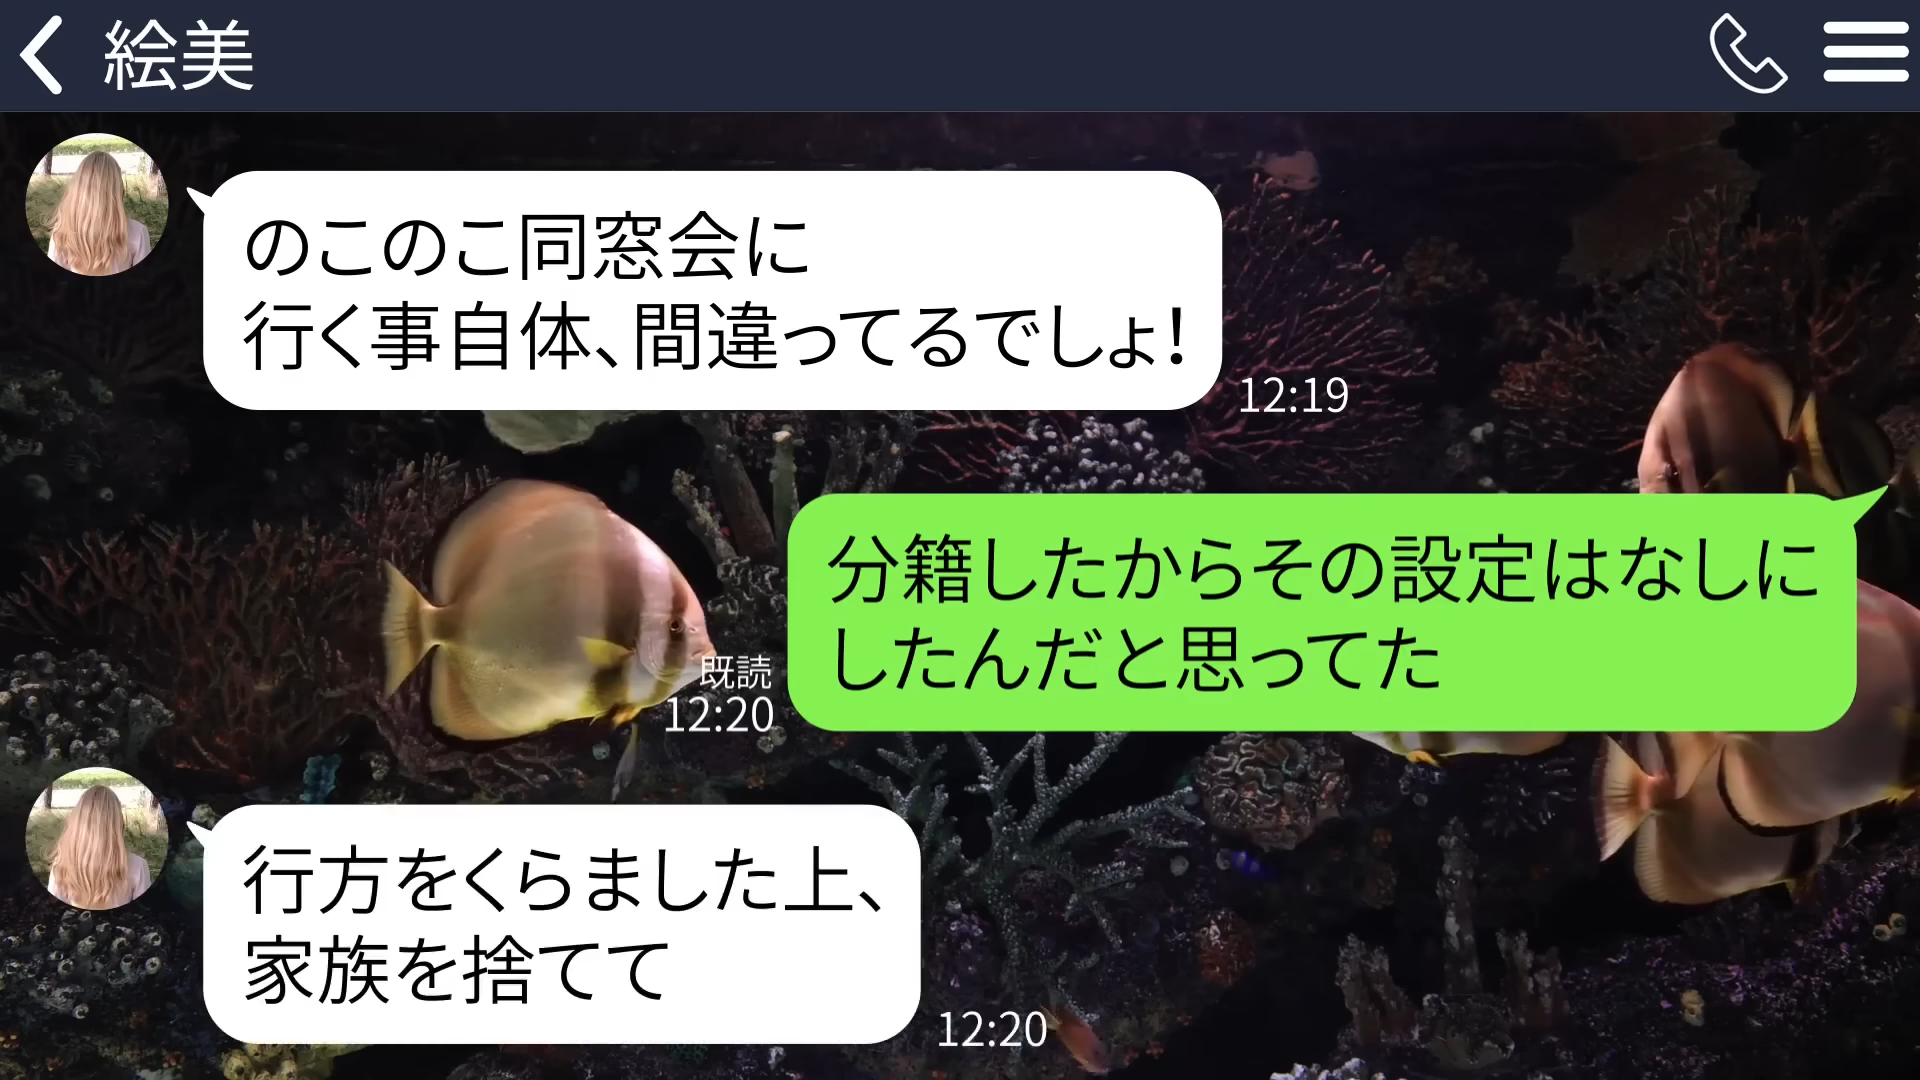 絵美
のこのこ同窓会に
行く事自体、間違ってるでしょ!
12:19
分籍したからその設定はなしに
したんだと思ってた
既読
12:20
行方をくらました上、
家族を捨てて
12:20